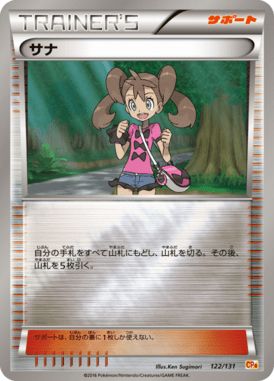 TRAINER'S サポート
サナ
自分の手札をすべて山札にもどし、山札を切る。その後、
山札を5枚引く。
サポートは、自分の番に1枚しか使えない。
Illus. Ken Sugimori CP6 122/131
©2016 Pokémon/Nintendo/Creatures/GAME FREAK.